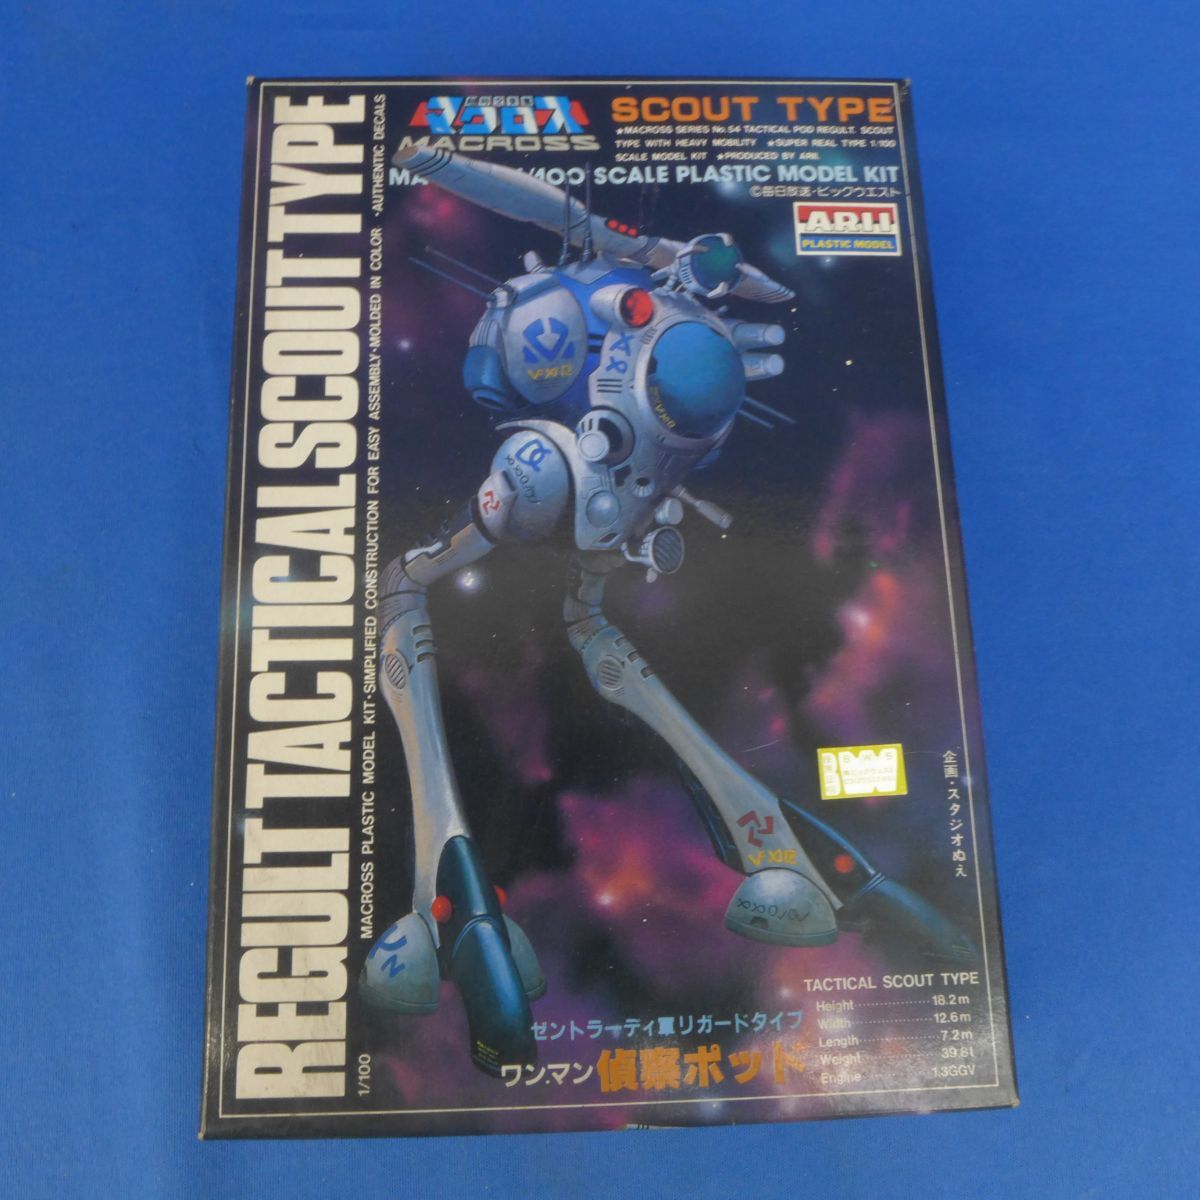 REGULT TACTICAL SCOUT TYPE
1/100
MACROSS PLASTIC MODEL KIT·SIMPLIFIED CONSTRUCTION FOR EASY ASSEMBLY·MOLDED IN COLOR ·AUTHENTIC DECALS
マクロス
MACROSS
SCOUT TYPE
★MACROSS SERIES No.54 TACTICAL POD REGULT. SCOUT
TYPE WITH HEAVY MOBILITY ★SUPER REAL TYPE 1/100
SCALE MODEL KIT ★PRODUCED BY ARII.
MA /100 SCALE PLASTIC MODEL KIT
©毎日放送・ビックウエスト
ARII
PLASTIC MODEL
BWS
企画・スタジオぬえ
TACTICAL SCOUT TYPE
Height 18.2m
Width 12.6m
Length 7.2m
Weight 39.8t
Engine 1.3GGV
ゼントラーディ軍リガードタイプ
ワン.マン 偵察ポッド